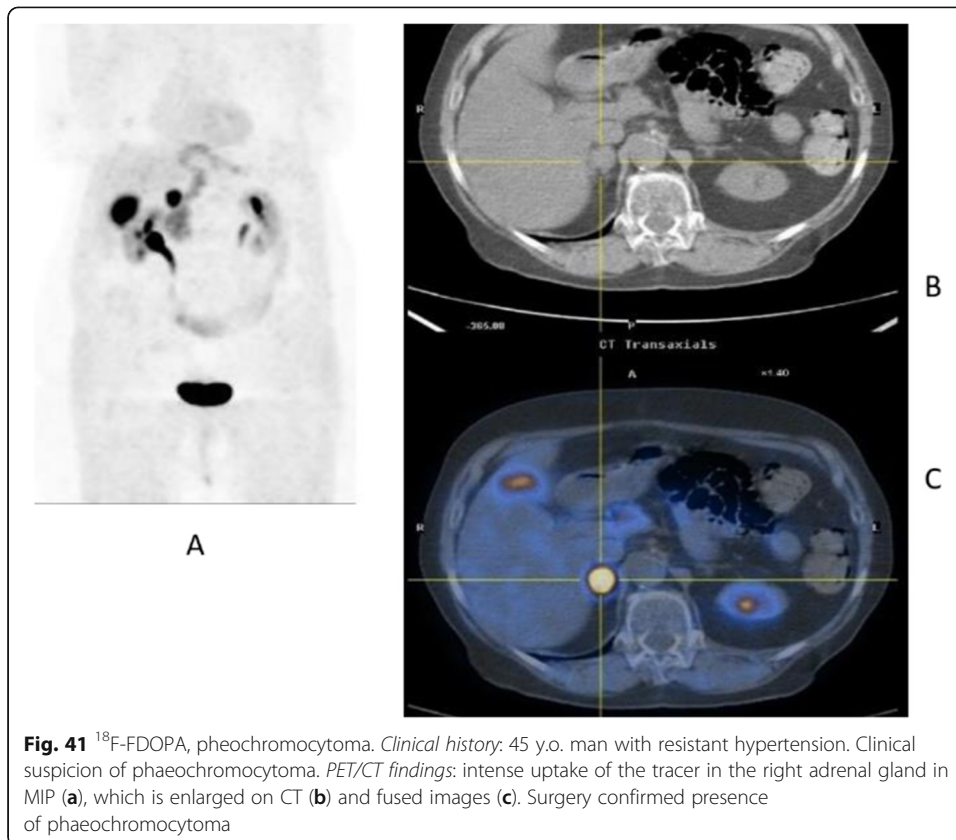 R
L
B
-365.00
P
CT Transaxials
A
×1.40
C
R
L
A
Fig. 41 ¹⁸F-FDOPA, pheochromocytoma. Clinical history: 45 y.o. man with resistant hypertension. Clinical
suspicion of phaeochromocytoma. PET/CT findings: intense uptake of the tracer in the right adrenal gland in
MIP (a), which is enlarged on CT (b) and fused images (c). Surgery confirmed presence
of phaeochromocytoma